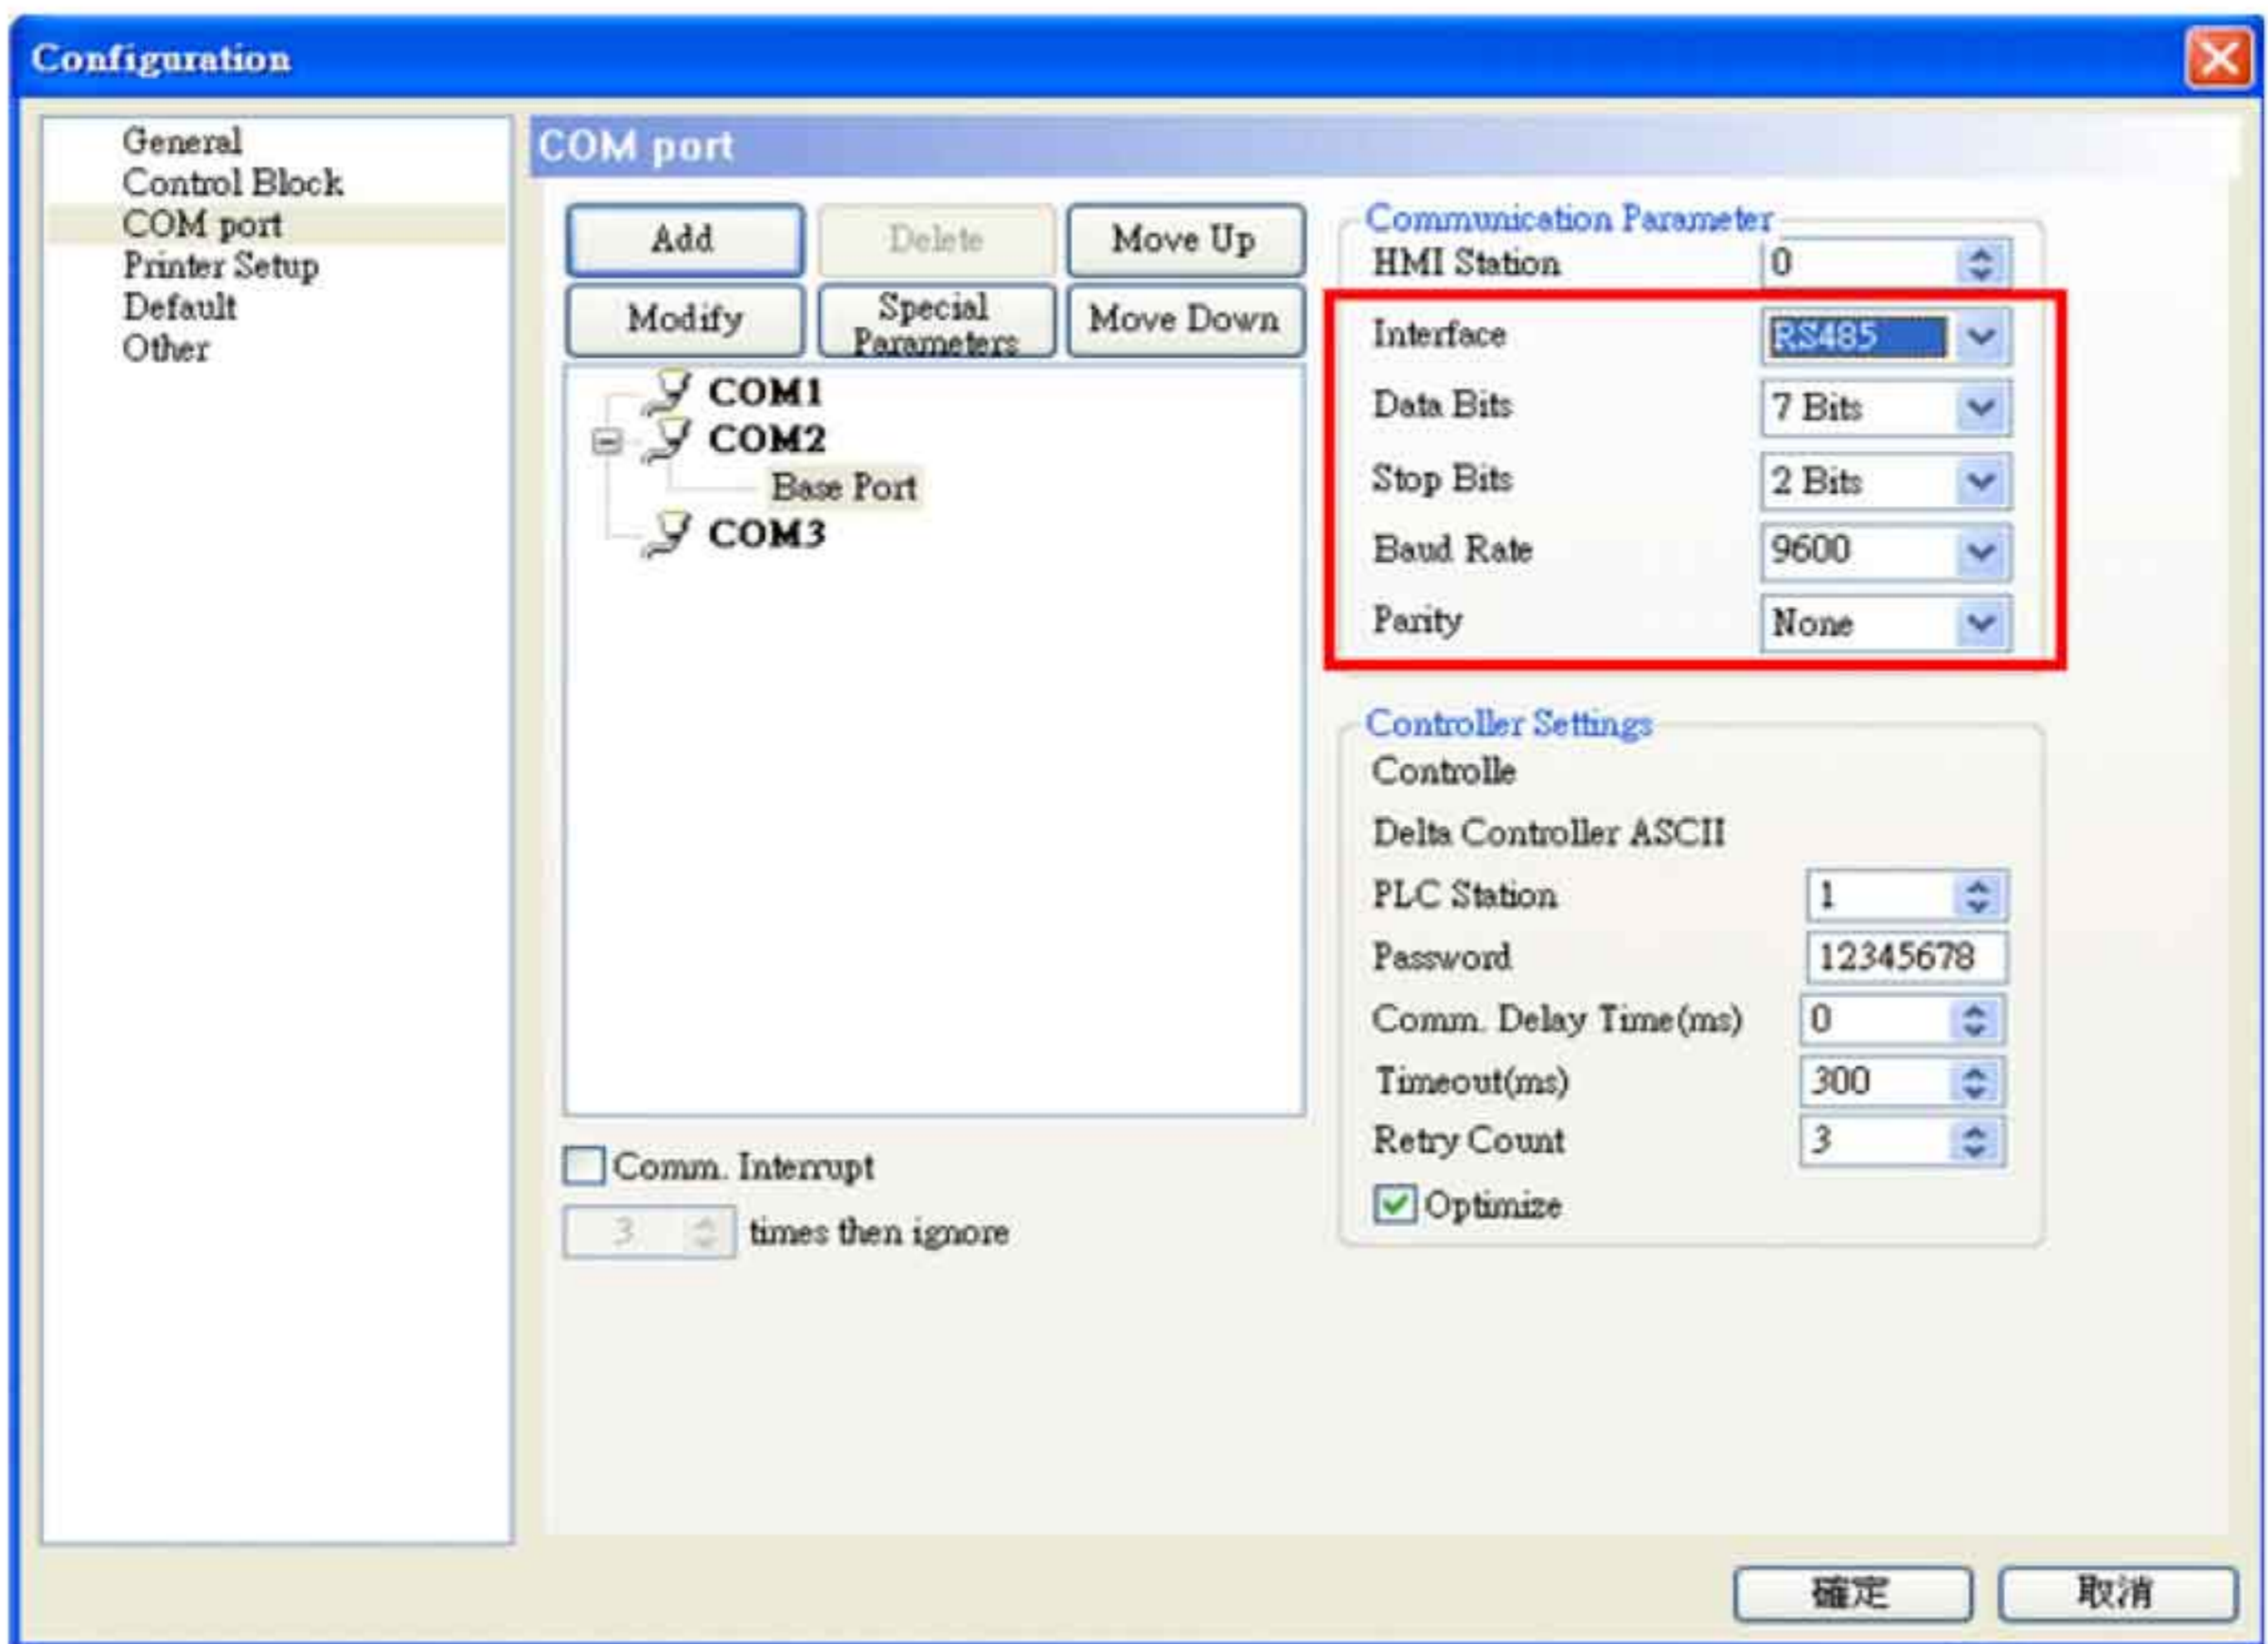 Configuration
General
Control Block
COM port
Printer Setup
Default
Other
COM port
Add
Delete
Move Up
Modify
Special
Parameters
Move Down
COM1
COM2
Base Port
COM3
Comm. Interrupt
3 times then ignore
Communication Parameter
HMI Station 0
Interface RS485
Data Bits 7 Bits
Stop Bits 2 Bits
Baud Rate 9600
Parity None
Controller Settings
Controlle
Delta Controller ASCII
PLC Station 1
Password 12345678
Comm. Delay Time(ms) 0
Timeout(ms) 300
Retry Count 3
Optimize
確定
取消